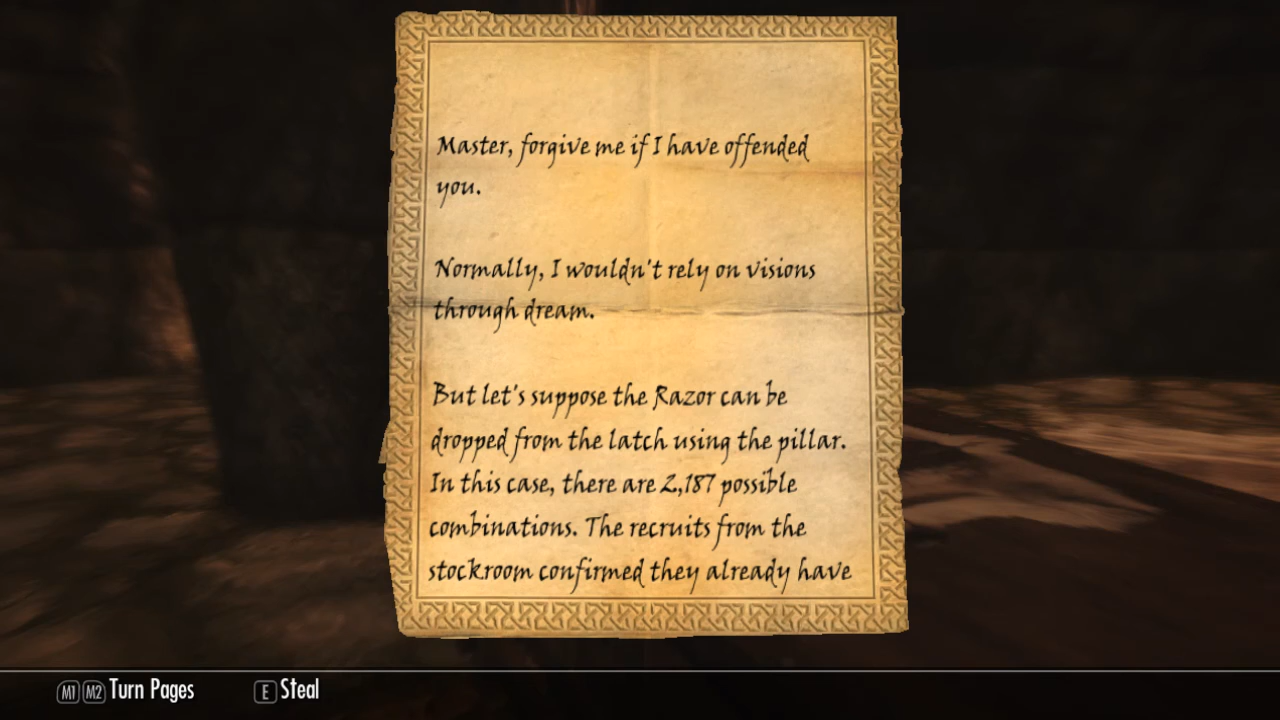 Master, forgive me if I have offended
you.
Normally, I wouldn't rely on visions
through dream.
But let's suppose the Razor can be
dropped from the latch using the pillar.
In this case, there are 2,187 possible
combinations. The recruits from the
stockroom confirmed they already have
M1 M2 Turn Pages E Steal